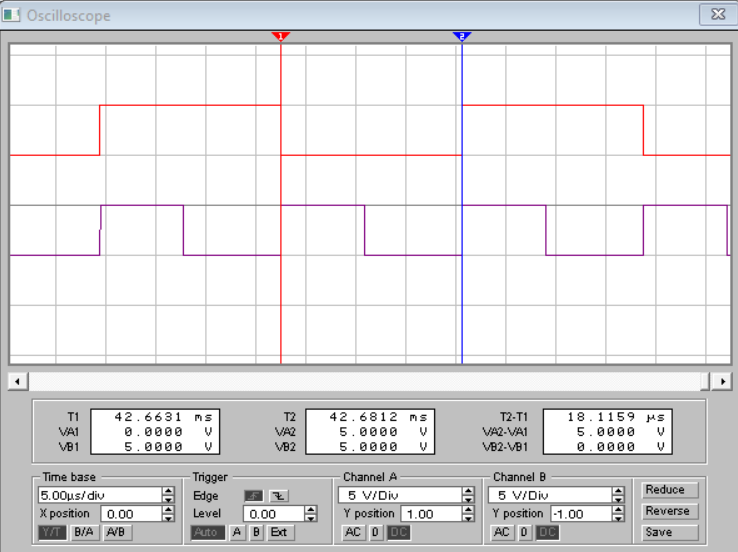 Oscilloscope
1 2
T1 42.6631 ms T2 42.6812 ms T2-T1 18.1159 µs
VA1 0.0000 V VA2 5.0000 V VA2-VA1 5.0000 V
VB1 5.0000 V VB2 5.0000 V VB2-VB1 0.0000 V
Time base Trigger Channel A Channel B
5.00µs/div Edge 5 V/Div 5 V/Div Reduce
X position 0.00 Level 0.00 Y position 1.00 Y position -1.00 Reverse
Y/T B/A A/B Auto A B Ext AC 0 DC AC 0 DC Save